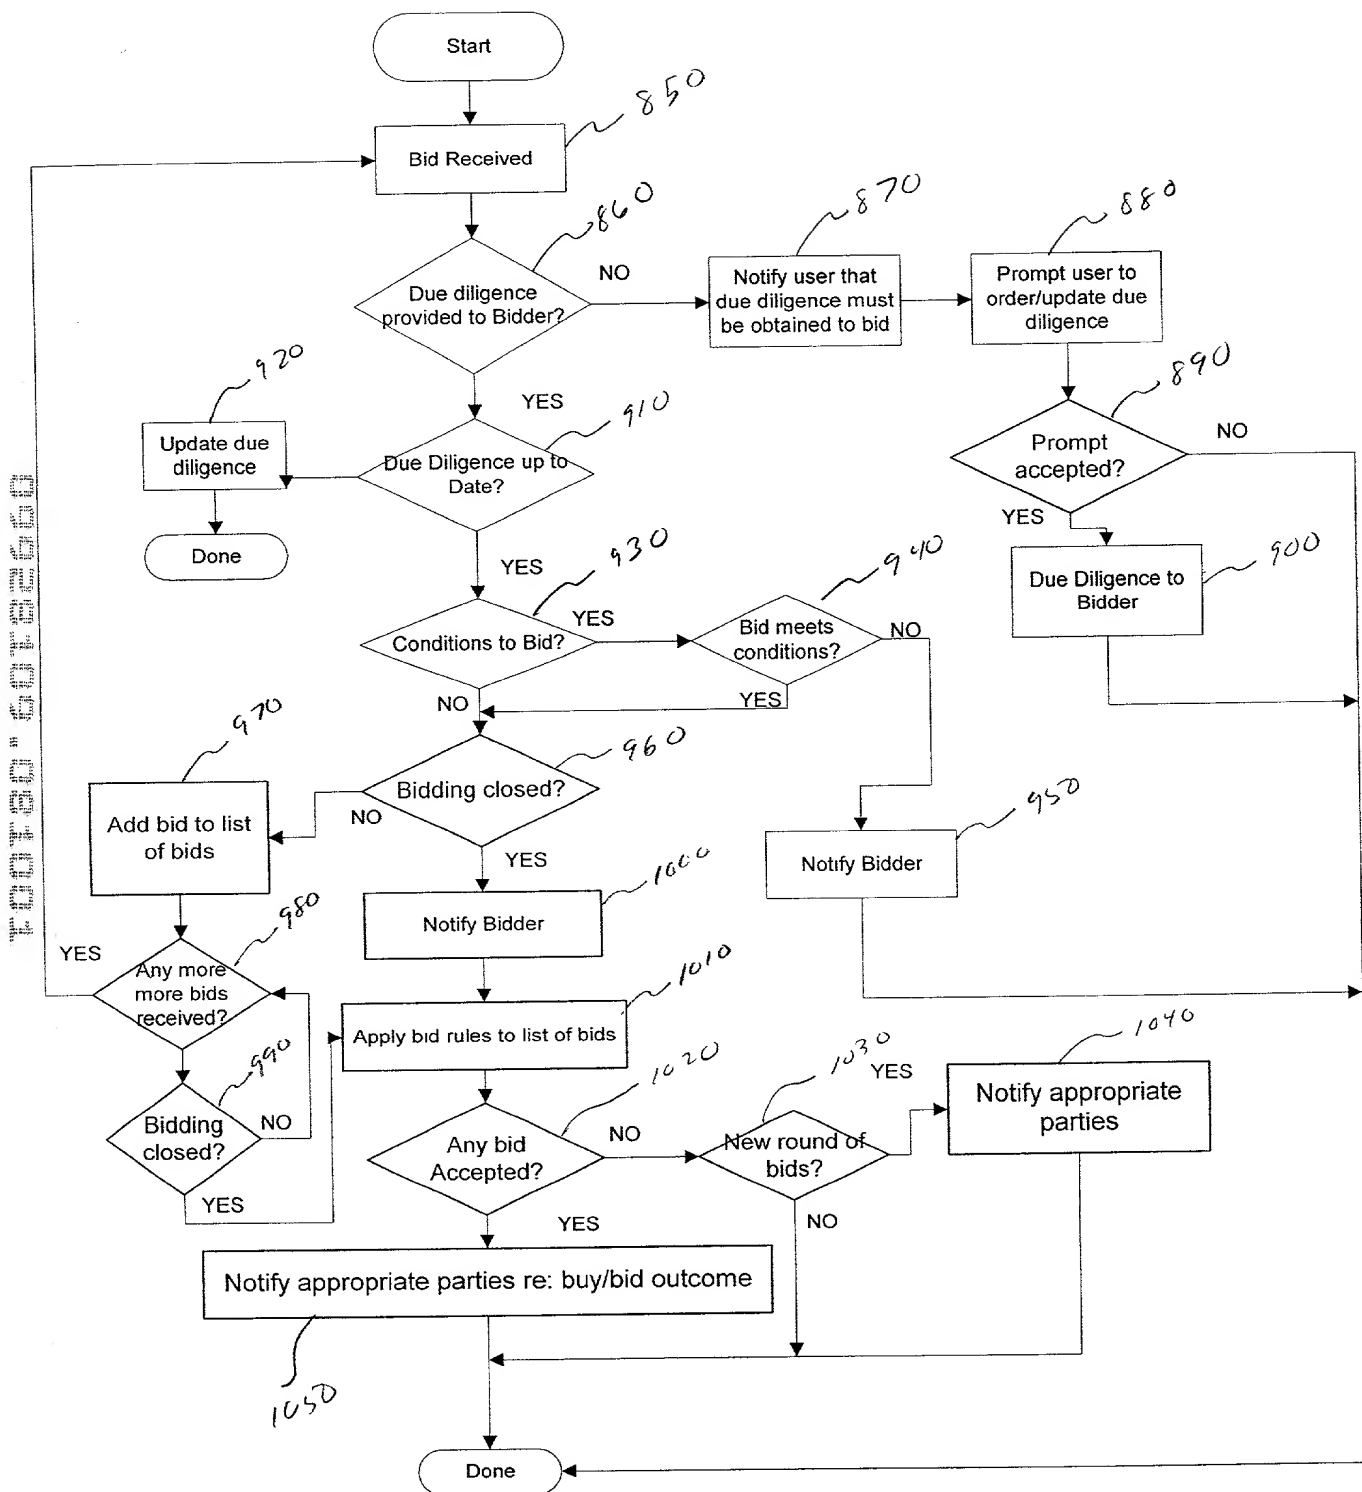 Start
850
Bid Received
860
870
880
NO
Due diligence
provided to Bidder?
Notify user that
due diligence must
be obtained to bid
Prompt user to
order/update due
diligence
920
YES
910
890
Update due
diligence
Due Diligence up to
Date?
Prompt
accepted?
NO
YES
Done
YES
930
940
900
Due Diligence to
Bidder
Conditions to Bid?
YES
Bid meets
conditions?
NO
NO
YES
970
960
Bidding closed?
NO
950
Add bid to list
of bids
YES
1000
Notify Bidder
Notify Bidder
980
YES
Any more
more bids
received?
1010
Apply bid rules to list of bids
990
1020
1030
1040
YES
Bidding
closed?
NO
Any bid
Accepted?
NO
New round of
bids?
Notify appropriate
parties
YES
YES
NO
Notify appropriate parties re: buy/bid outcome
1050
Done